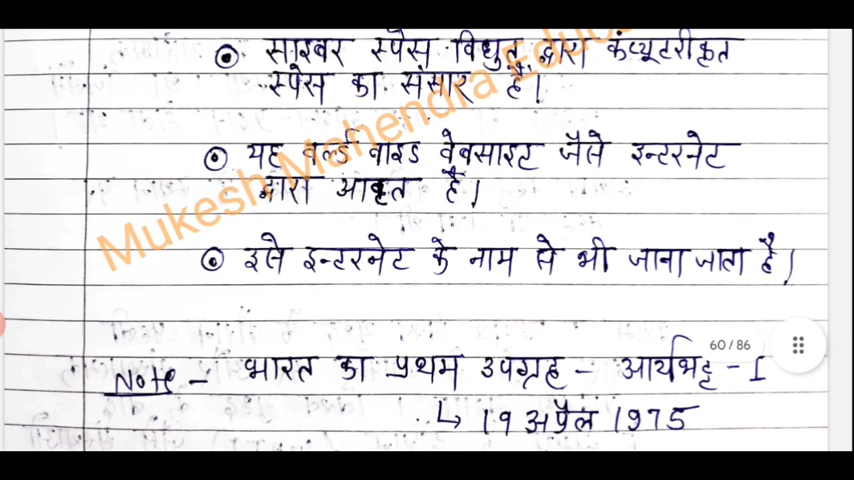 साइबर स्पेस विद्युत द्वारा कंप्यूटरीकृत
स्पेस का संसार है।
यह वर्ल्ड वाइड वेबसाइट जैसे इन्टरनेट
द्वारा आवृत है।
इसे इन्टरनेट के नाम से भी जाना जाता है।
60 / 86
Note - भारत का प्रथम उपग्रह - आर्यभट्ट - I
↳ 19 अप्रैल 1975
Mukesh Mahendra Educ